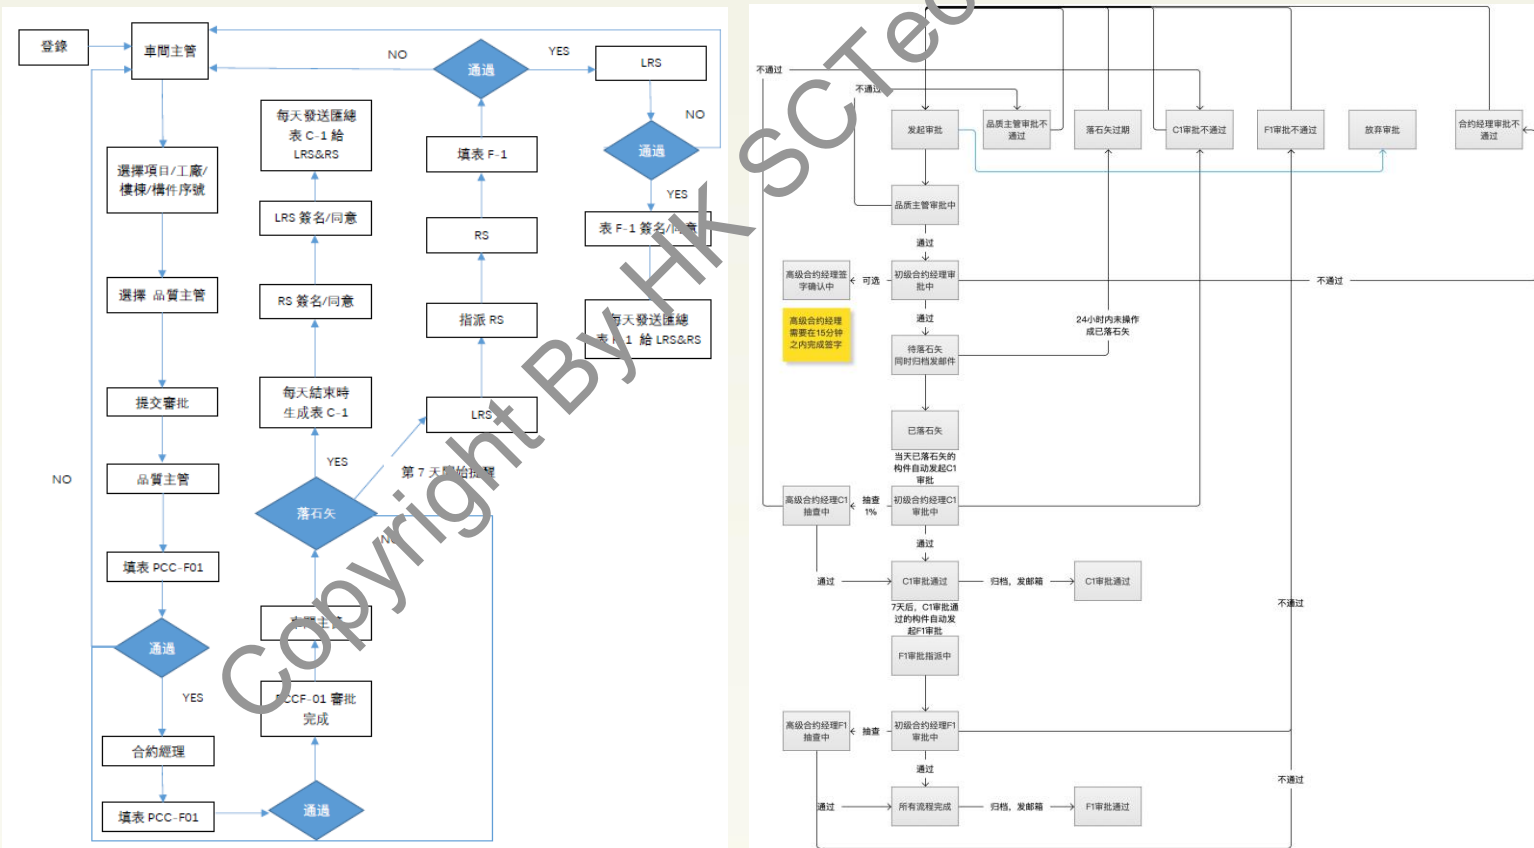 登錄
車間主管
選擇項目/工廠/
樓棟/構件序號
選擇 品質主管
提交審批
品質主管
填表 PCC-F01
通過
NO
YES
合約經理
填表 PCC-F01
通過
PCCF-01 審批
完成
車間主管
落石矢
NO
YES
每天結束時
生成表 C-1
RS 簽名/同意
LRS 簽名/同意
每天發送匯總
表 C-1 給
LRS&RS
第 7 天開始提醒
LRS
指派 RS
RS
填表 F-1
通過
NO
YES
LRS
通過
NO
YES
表 F-1 簽名/同意
每天發送匯總
表 F-1 給 LRS&RS
Copyright By HK SCTec
不通过
不通过
发起审批
品质主管审批不
通过
落石矢过期
C1审批不通过
F1审批不通过
放弃审批
合约经理审批不
通过
品质主管审批中
通过
高级合约经理签
字确认中
可选
初级合约经理审
批中
不通过
高级合约经理
需要在15分钟
之内完成签字
通过
24小时内未操作
成已落石矢
待落石矢
同时归档发邮件
已落石矢
当天已落石矢的
构件自动发起C1
审批
高级合约经理C1
抽查中
抽查
1%
初级合约经理C1
审批中
通过
通过
C1审批通过
归档，发邮箱
C1审批通过
7天后，C1审批通
过的构件自动发
起F1审批
不通过
F1审批指派中
高级合约经理F1
抽查中
抽查
初级合约经理F1
审批中
通过
不通过
通过
所有流程完成
归档，发邮箱
F1审批通过